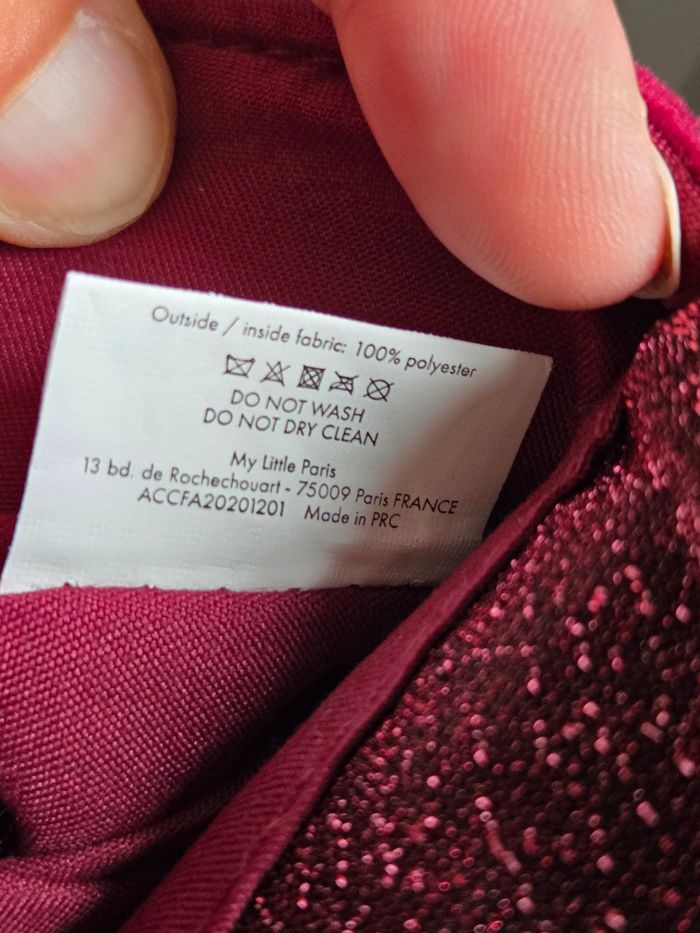 Outside / inside fabric: 100% polyester
DO NOT WASH
DO NOT DRY CLEAN
My Little Paris
13 bd. de Rochechouart - 75009 Paris FRANCE
ACCFA20201201 Made in PRC